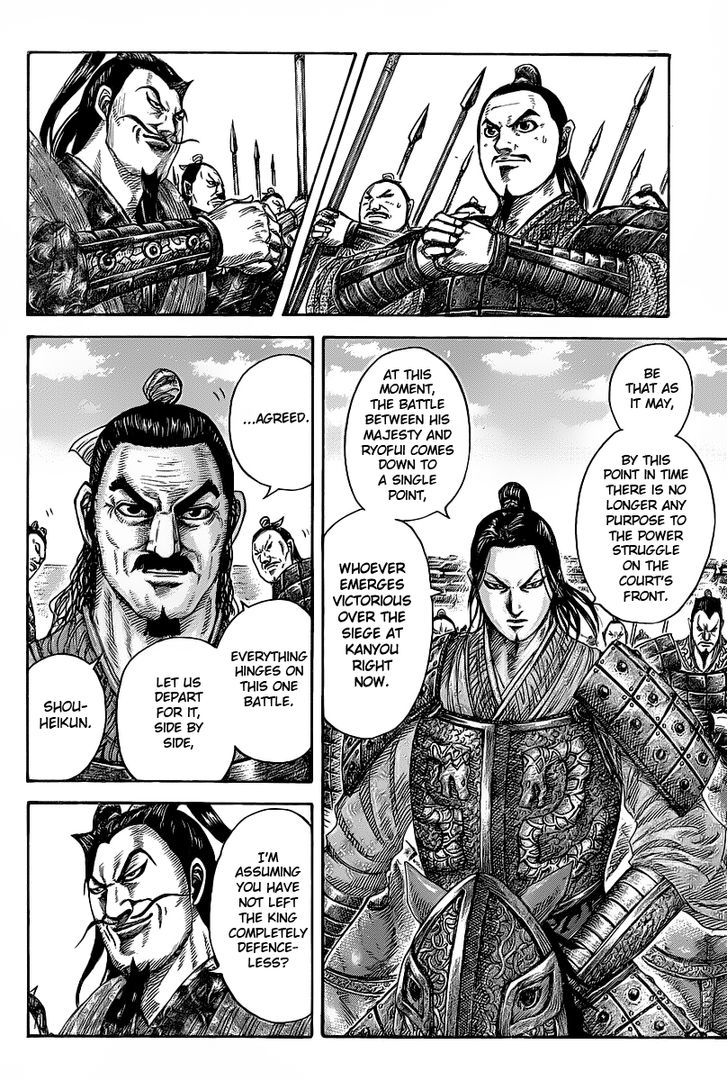 BE
THAT AS
IT MAY,
BY THIS
POINT IN TIME
THERE IS NO
LONGER ANY
PURPOSE TO
THE POWER
STRUGGLE
ON THE
COURT'S
FRONT.
AT THIS
MOMENT,
THE BATTLE
BETWEEN HIS
MAJESTY AND
RYOFUI COMES
DOWN TO
A SINGLE
POINT,
WHOEVER
EMERGES
VICTORIOUS
OVER THE
SIEGE AT
KANYOU
RIGHT
NOW.
...AGREED.
EVERYTHING
HINGES ON
THIS ONE
BATTLE.
LET US
DEPART
FOR IT,
SIDE BY
SIDE,
SHOU-
HEIKUN.
I'M
ASSUMING
YOU HAVE
NOT LEFT
THE KING
COMPLETELY
DEFENCE-
LESS?